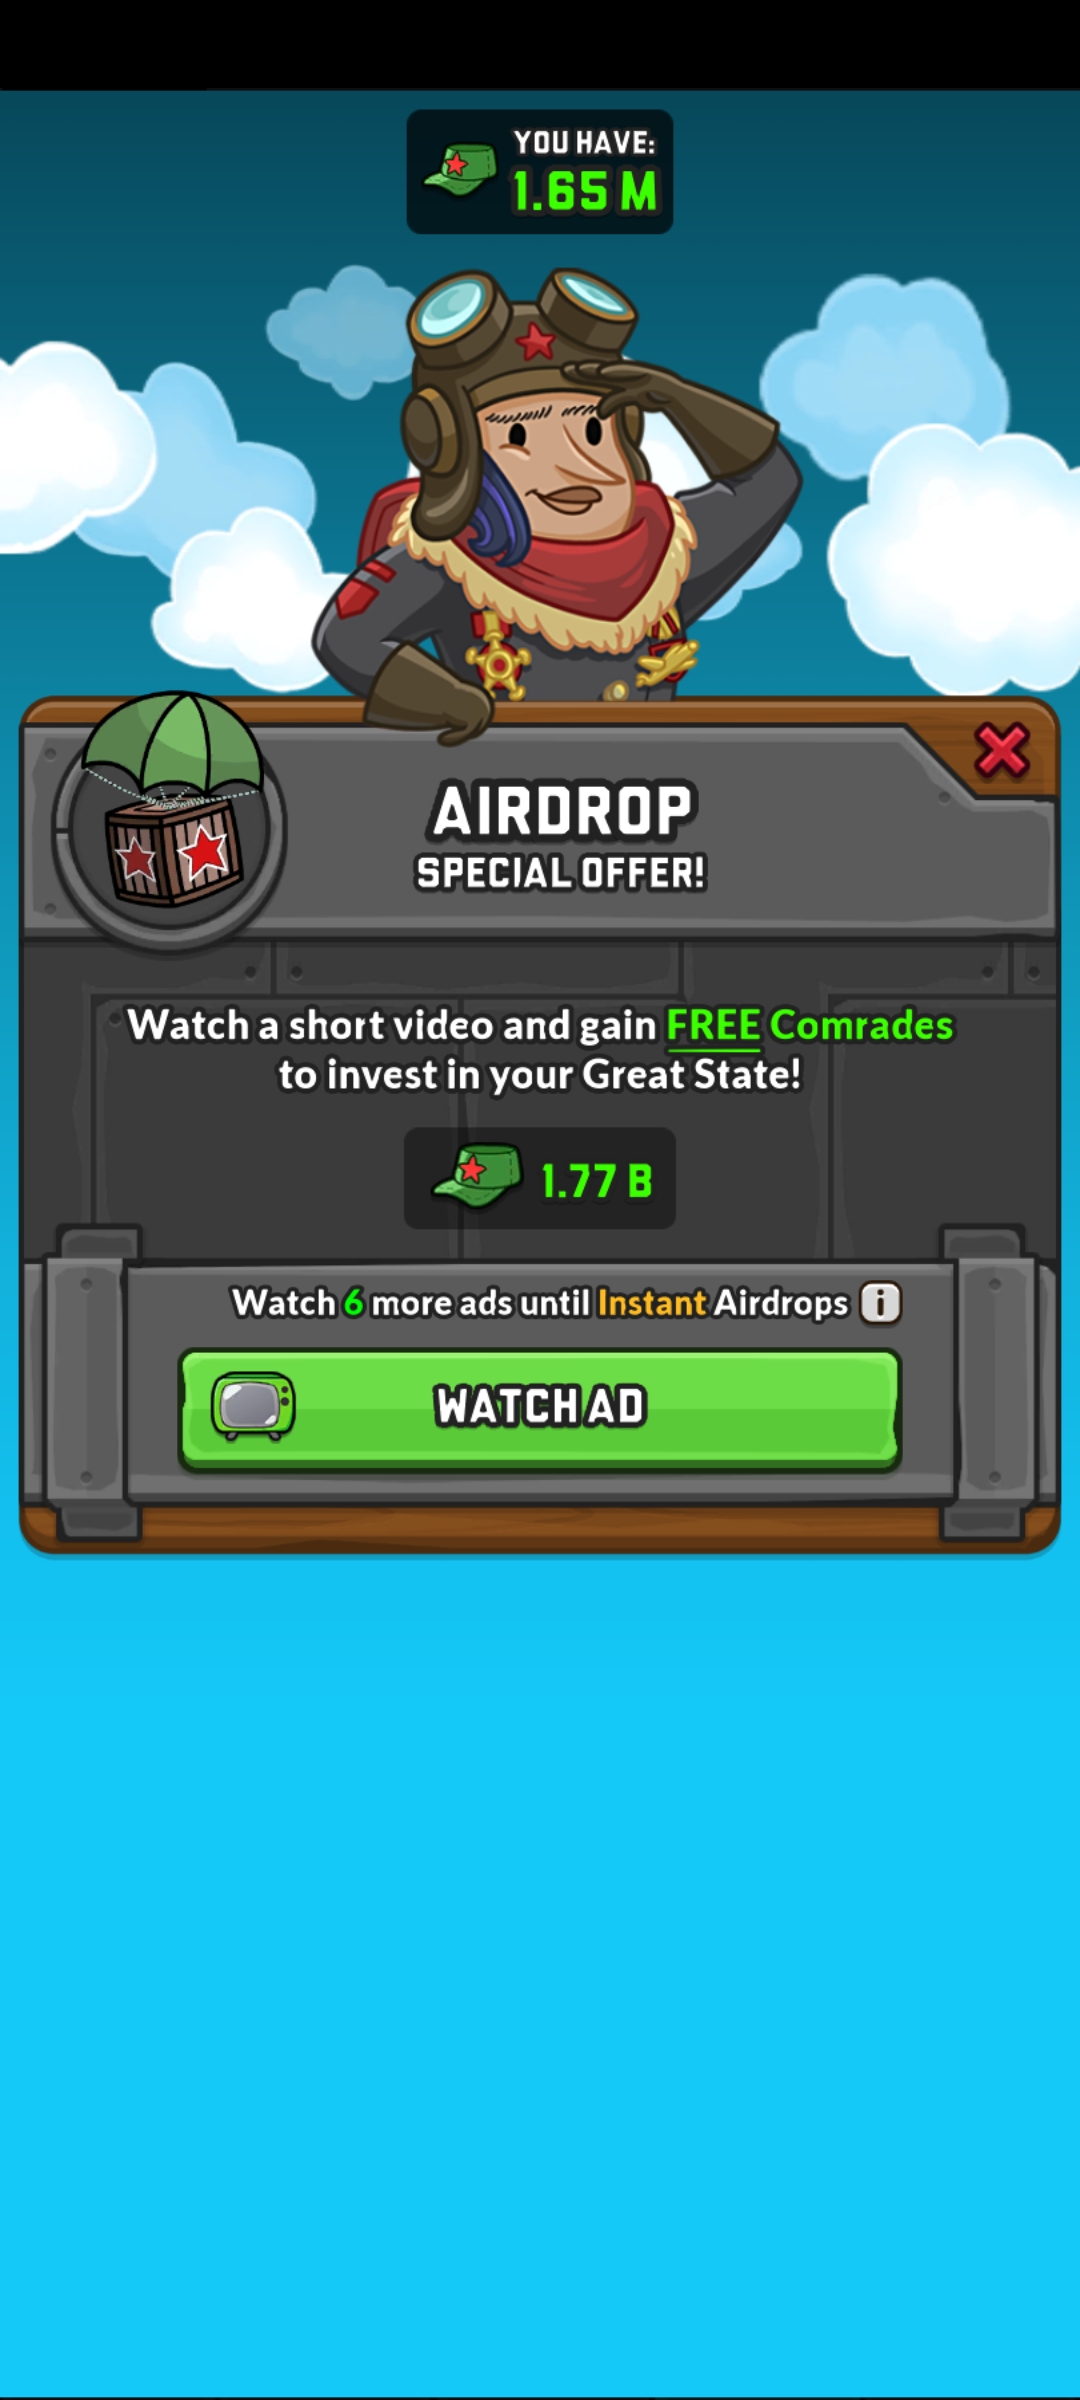 YOU HAVE:
1.65 M
AIRDROP
SPECIAL OFFER!
Watch a short video and gain FREE Comrades
to invest in your Great State!
1.77 B
Watch 6 more ads until Instant Airdrops i
WATCH AD